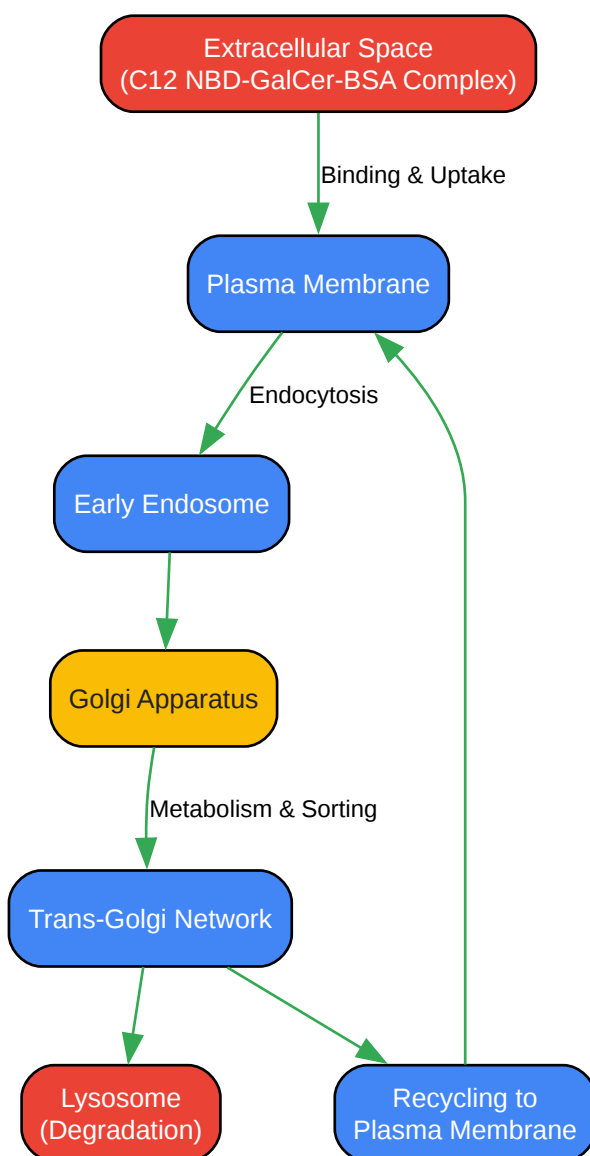 Extracellular Space
(C12 NBD-GalCer-BSA Complex)
Binding & Uptake
Plasma Membrane
Endocytosis
Early Endosome
Golgi Apparatus
Metabolism & Sorting
Trans-Golgi Network
Lysosome
(Degradation)
Recycling to
Plasma Membrane